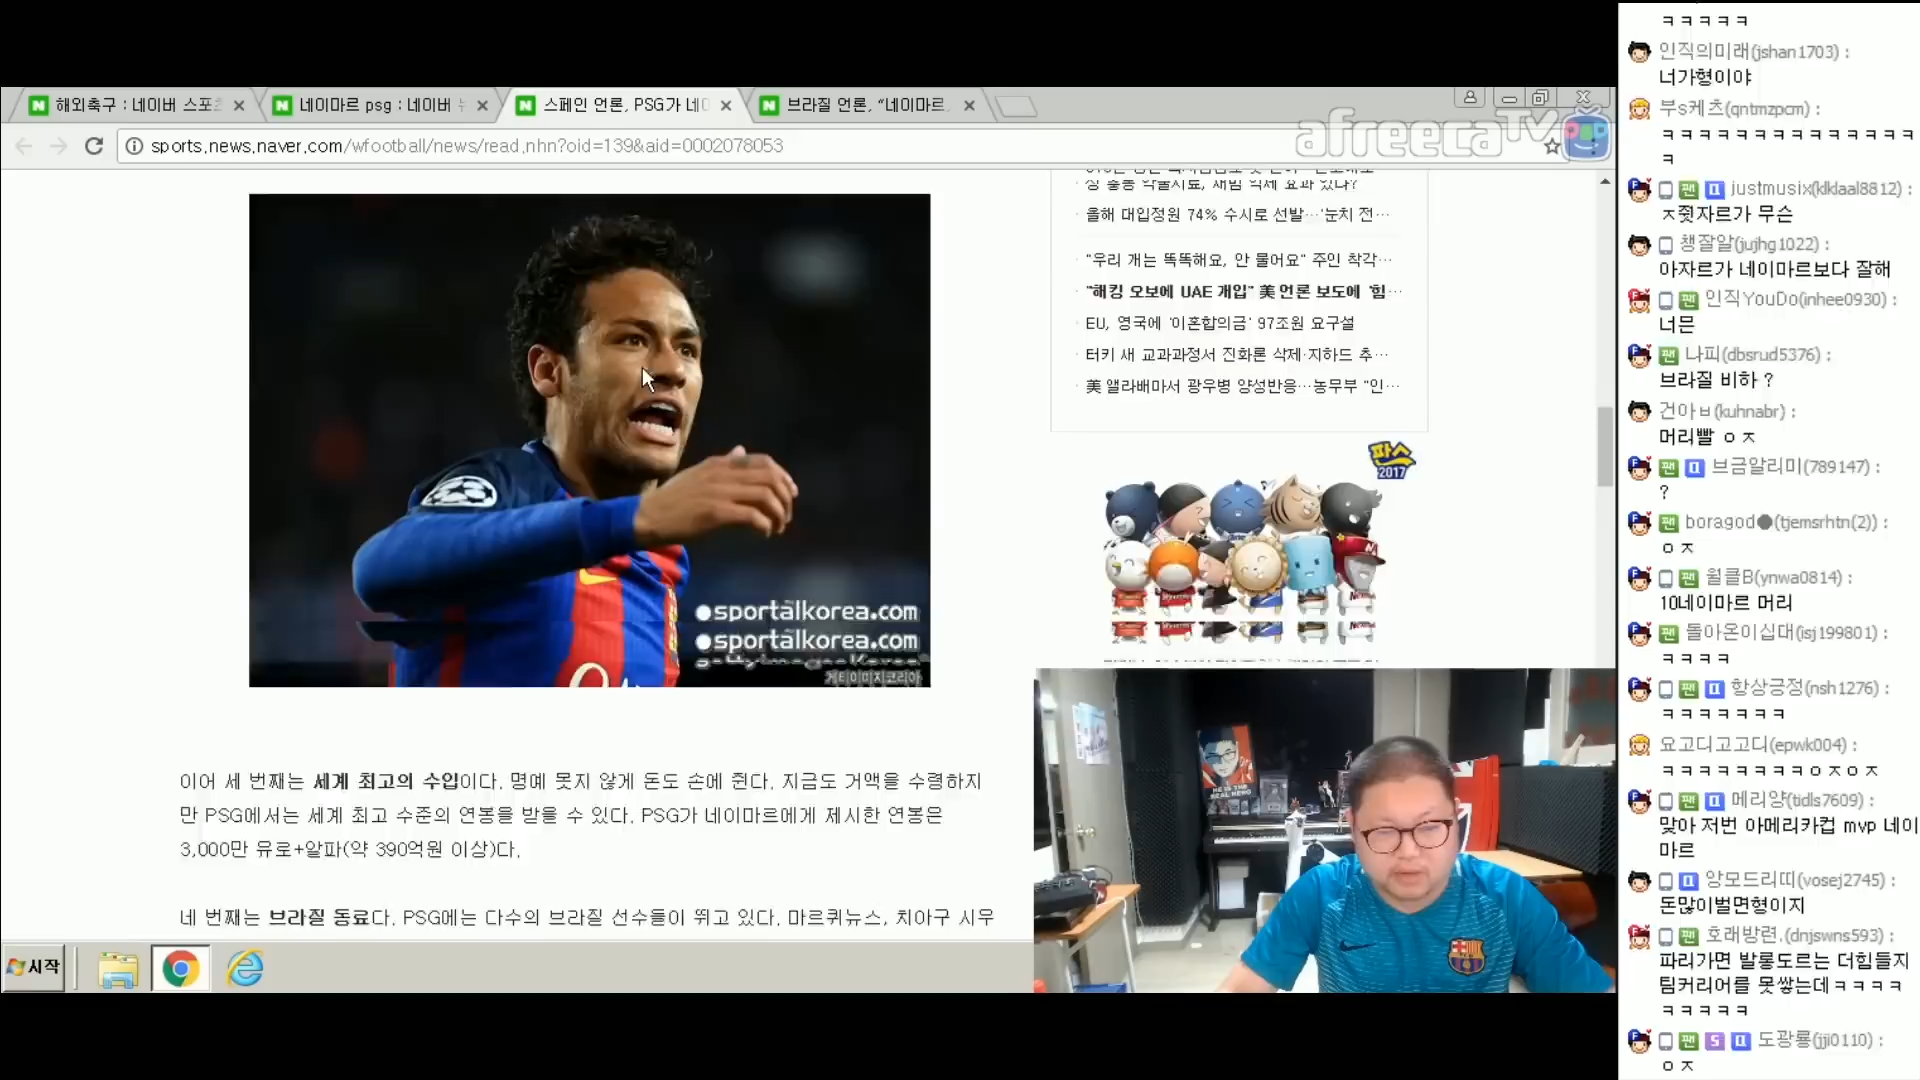 해외축구 : 네이버 스포츠
네이마르 psg : 네이버 뉴
스페인 언론, PSG가 네이
브라질 언론, “네이마르,
afreecaTV
sports.news.naver.com/wfootball/news/read.nhn?oid=139&aid=0002078053
올해 대입정원 74% 수시로 선발…'눈치 전…
"우리 개는 똑똑해요, 안 물어요" 주인 착각…
"해킹 오보에 UAE 개입" 美 언론 보도에 '힘…
EU, 영국에 '이혼합의금' 97조원 요구설
터키 새 교과과정서 진화론 삭제·지하드 추…
美 앨라배마서 광우병 양성반응…농무부 "인…
파스
2017
sportalkorea.com
sportalkorea.com
gettyimagesKorea
게티이미지코리아
이어 세 번째는 세계 최고의 수입이다. 명예 못지 않게 돈도 손에 쥔다. 지금도 거액을 수령하지
만 PSG에서는 세계 최고 수준의 연봉을 받을 수 있다. PSG가 네이마르에게 제시한 연봉은
3,000만 유로+알파(약 390억원 이상)다.
네 번째는 브라질 동료다. PSG에는 다수의 브라질 선수들이 뛰고 있다. 마르퀴뉴스, 치아구 시우
시작
ㅋㅋㅋㅋㅋ
인직의미래(jshan1703) :
너가형이야
부s케츠(qntmzpcm) :
ㅋㅋㅋㅋㅋㅋㅋㅋㅋㅋㅋㅋㅋㅋ
ㅋ
팬 justmusix(klklaal8812) :
ㅈ줫자르가 무슨
챙잘알(jujhg1022) :
아자르가 네이마르보다 잘해
팬 인직YouDo(inhee0930) :
너믄
팬 나피(dbsrud5376) :
브라질 비하 ?
건아ㅂ(kuhnabr) :
머리빨 ㅇㅈ
팬 브금알리미(789147) :
?
팬 boragod●(tjemsrhtn(2)) :
ㅇㅈ
팬 윌클B(ynwa0814) :
10네이마르 머리
팬 돌아온이십대(isj199801) :
ㅋㅋㅋㅋ
팬 항상긍정(nsh1276) :
ㅋㅋㅋㅋㅋㅋㅋ
요고디고고디(epwk004) :
ㅋㅋㅋㅋㅋㅋㅋㅋㅇㅈㅇㅈ
팬 메리양(tidls7609) :
맞아 저번 아메리카컵 mvp 네이
마르
앙모드리띠(vosej2745) :
돈많이벌면형이지
팬 호래방련.(dnjswns593) :
파리가면 발롱도르는 더힘들지
팀커리어를 못쌓는데ㅋㅋㅋㅋ
ㅋㅋㅋㅋㅋ
팬 S 도광룡(jji0110) :
ㅇㅈ